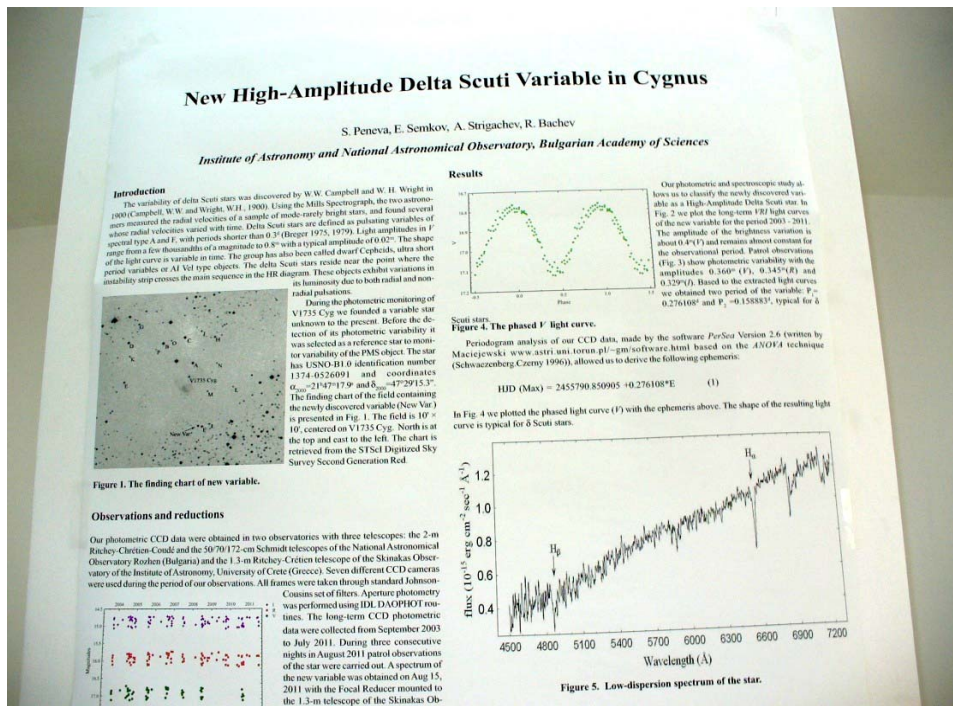 New High-Amplitude Delta Scuti Variable in Cygnus
S. Peneva, E. Semkov, A. Strigachev, R. Bachev
Institute of Astronomy and National Astronomical Observatory, Bulgarian Academy of Sciences
Introduction
The variability of delta Scuti stars was discovered by W.W. Campbell and W. H. Wright in
1900 (Campbell, W.W. and Wright, W.H., 1900). Using the Mills Spectrograph, the two astrono-
mers measured the radial velocities of a sample of mode-rarely bright stars, and found several
whose radial velocities varied with time. Delta Scuti stars are defined as pulsating variables of
spectral type A and F, with periods shorter than 0.3ᵈ (Breger 1975, 1979). Light amplitudes in V
range from a few thousandths of a magnitude to 0.8ᵐ with a typical amplitude of 0.02ᵐ. The shape
of the light curve is variable in time. The group has also been called dwarf Cepheids, ultra short
period variables or AI Vel type objects. The delta Scuti stars reside near the point where the
instability strip crosses the main sequence in the HR diagram. These objects exhibit variations in
its luminosity due to both radial and non-
radial pulsations.
During the photometric monitoring of
V1735 Cyg we founded a variable star
unknown to the present. Before the de-
tection of its photometric variability it
was selected as a reference star to moni-
tor variability of the PMS object. The star
has USNO-B1.0 identification number
1374-0526091 and coordinates
α₂₀₀₀=21ʰ47ᵐ17.9ˢ and δ₂₀₀₀=47°29'15.3".
The finding chart of the field containing
the newly discovered variable (New Var )
is presented in Fig. 1. The field is 10' ×
10', centered on V1735 Cyg. North is at
the top and east to the left. The chart is
retrieved from the STScI Digitized Sky
Survey Second Generation Red.
V1735 Cyg
New Var
Figure 1. The finding chart of new variable.
Observations and reductions
Our photometric CCD data were obtained in two observatories with three telescopes: the 2-m
Ritchey-Chrétien-Coudé and the 50/70/172-cm Schmidt telescopes of the National Astronomical
Observatory Rozhen (Bulgaria) and the 1.3-m Ritchey-Crétien telescope of the Skinakas Obser-
vatory of the Institute of Astronomy, University of Crete (Greece). Seven different CCD cameras
were used during the period of our observations. All frames were taken through standard Johnson-
Cousins set of filters. Aperture photometry
was performed using IDL DAOPHOT rou-
tines. The long-term CCD photometric
data were collected from September 2003
to July 2011. During three consecutive
nights in August 2011 patrol observations
of the star were carried out. A spectrum of
the new variable was obtained on Aug 15,
2011 with the Focal Reducer mounted to
the 1.3-m telescope of the Skinakas Ob-
2004 2005 2006 2007 2008 2009 2010 2011
Magnitudes
Results
V
-0.5 0.0 0.5 1.0 1.5
Phase
Our photometric and spectroscopic study al-
lows us to classify the newly discovered vari-
able as a High-Amplitude Delta Scuti star. In
Fig. 2 we plot the long-term VRI light curves
of the new variable for the period 2003 - 2011.
The amplitude of the brightness variation is
about 0.4ᵐ(V) and remains almost constant for
the observational period. Patrol observations
(Fig. 3) show photometric variability with the
amplitudes 0.360ᵐ (V), 0.345ᵐ(R) and
0.329ᵐ(I). Based to the extracted light curves
we obtained two period of the variable: P₁=
0.276108ᵈ and P₂ =0.158883ᵈ, typical for δ
Scuti stars.
Figure 4. The phased V light curve.
Periodogram analysis of our CCD data, made by the software PerSea Version 2.6 (written by
Maciejewski www.astri.uni.torun.pl/~gm/software.html based on the ANOVA technique
(Schwaezenberg.Czerny 1996)), allowed us to derive the following ephemeris:
HJD (Max) = 2455790.850905 +0.276108*E (1)
In Fig. 4 we plotted the phased light curve (V) with the ephemeris above. The shape of the resulting light
curve is typical for δ Scuti stars.
flux (10⁻¹⁵ erg cm⁻² sec⁻¹ Å⁻¹)
1.2
1.0
0.8
0.6
0.4
Hα
Hβ
4500 4800 5100 5400 5700 6000 6300 6600 6900 7200
Wavelength (Å)
Figure 5. Low-dispersion spectrum of the star.